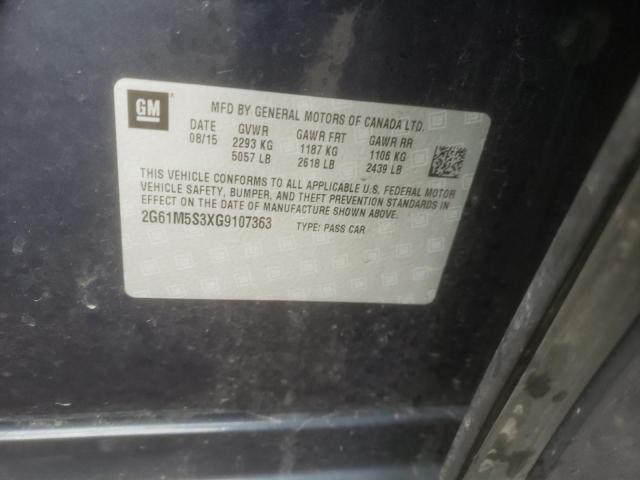 GM
MFD BY GENERAL MOTORS OF CANADA LTD.
DATE GVWR GAWR FRT GAWR RR
08/15 2293 KG 1187 KG 1106 KG
5057 LB 2618 LB 2439 LB
THIS VEHICLE CONFORMS TO ALL APPLICABLE U.S. FEDERAL MOTOR
VEHICLE SAFETY, BUMPER, AND THEFT PREVENTION STANDARDS IN
EFFECT ON THE DATE OF MANUFACTURE SHOWN ABOVE.
2G61M5S3XG9107363 TYPE: PASS CAR